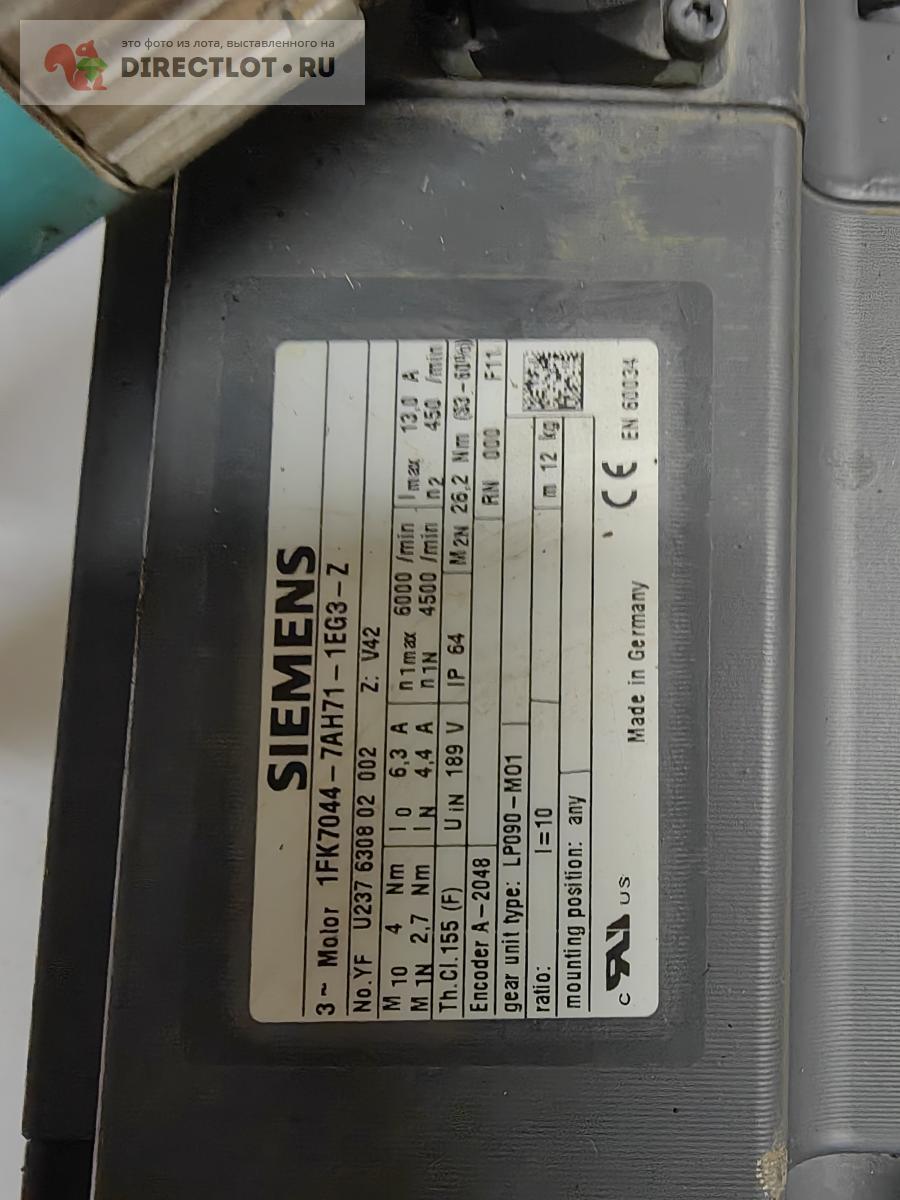 это фото из лота, выставленного на
DIRECTLOT•RU
SIEMENS
3~ Motor 1FK7044-7AH71-1EG3-Z
No.YF U237 6308 02 002 Z: V42
M 10 4 Nm I 0 6,3 A n 1max 6000 /min I max 13,0 A
M 1N 2,7 Nm I N 4,4 A n 1N 4500 /min n2 450 /min
Th.Cl.155 (F) U IN 189 V IP 64 M 2N 26,2 Nm (S3-60%)
Encoder A-2048 RN 000 F11
gear unit type: LP090-M01
ratio: I=10 m 12 kg
mounting position: any
c US Made in Germany CE EN 60034